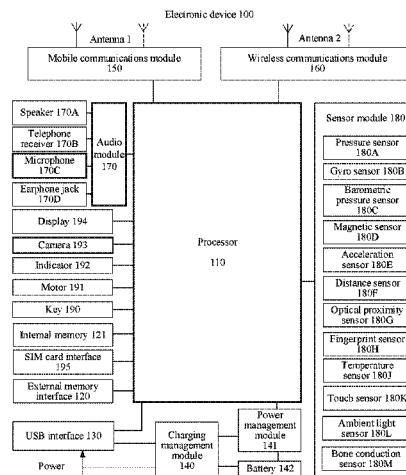 Electronic device 100
Antenna 1
Antenna 2
Mobile communications module
150
Wireless communications module
160
Speaker 170A
Telephone
receiver 170B
Microphone
170C
Earphone jack
170D
Audio
module
170
Display 194
Camera 193
Indicator 192
Motor 191
Key 190
Internal memory 121
SIM card interface
195
External memory
interface 120
USB interface 130
Power
Processor
110
Charging
management
module
140
Power
management
module
141
Battery 142
Sensor module 180
Pressure sensor
180A
Gyro sensor 180B
Barometric
pressure sensor
180C
Magnetic sensor
180D
Acceleration
sensor 180E
Distance sensor
180F
Optical proximity
sensor 180G
Fingerprint sensor
180H
Temperature
sensor 180J
Touch sensor 180K
Ambient light
sensor 180L
Bone conduction
sensor 180M